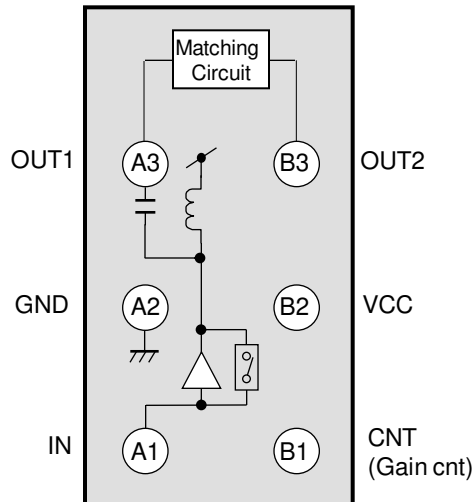 Matching
Circuit
OUT1
A3
B3
OUT2
GND
A2
B2
VCC
IN
A1
B1
CNT
(Gain cnt)